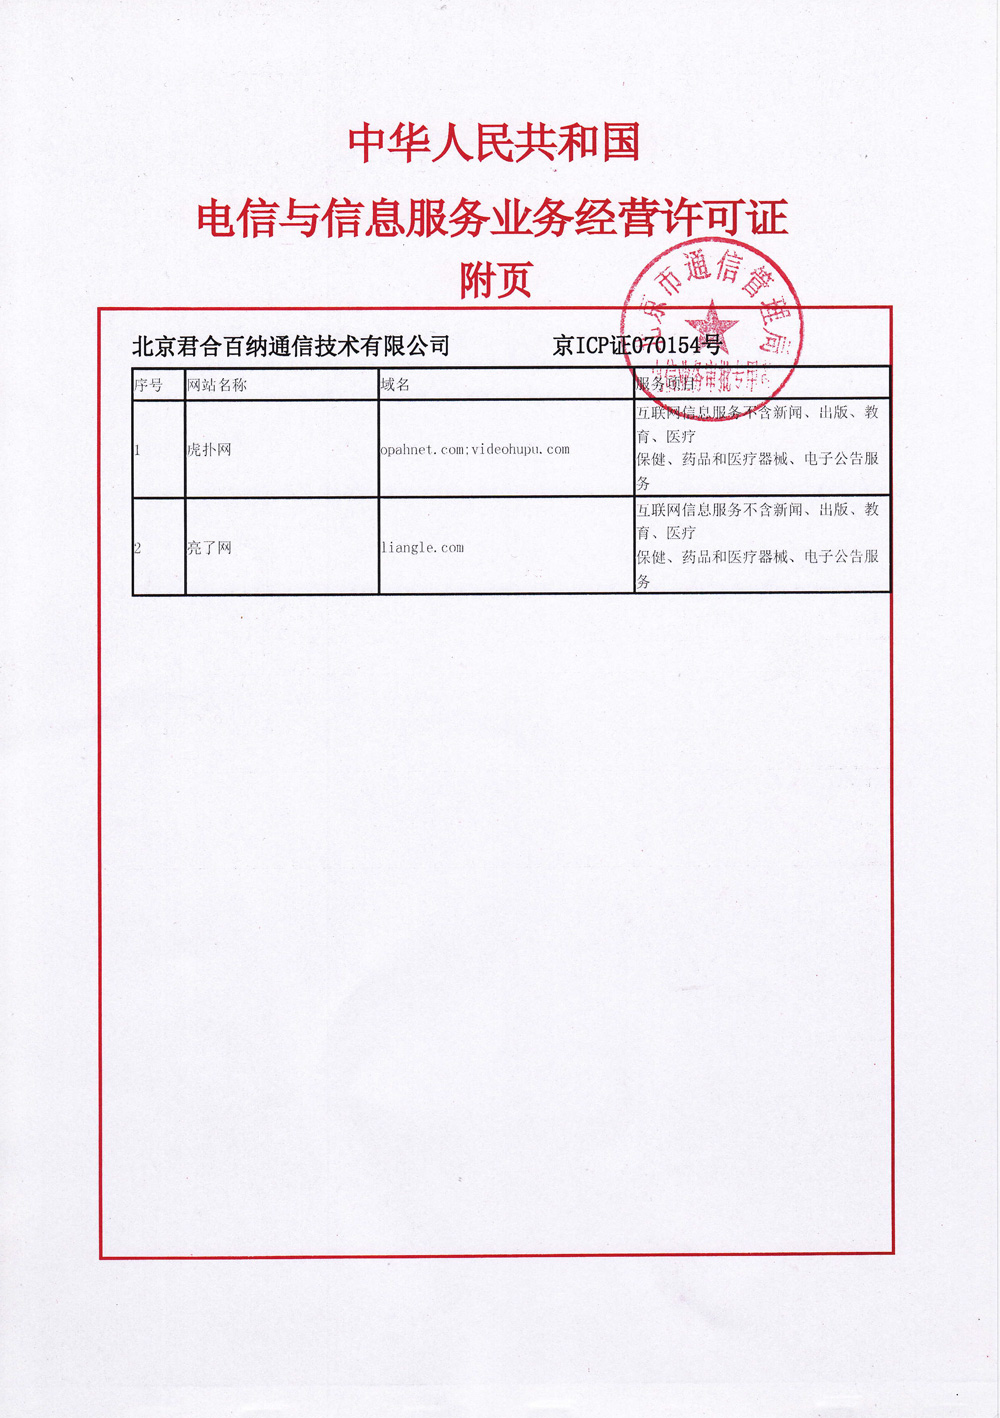 中华人民共和国
电信与信息服务业务经营许可证
附页
北京市通信管理局
北京君合百纳通信技术有限公司 京ICP证070154号
序号 网站名称 域名 服务项目
1 虎扑网 opahnet.com;videohupu.com 互联网信息服务不含新闻、出版、教
育、医疗
保健、药品和医疗器械、电子公告服
务
2 亮了网 liangle.com 互联网信息服务不含新闻、出版、教
育、医疗
保健、药品和医疗器械、电子公告服
务